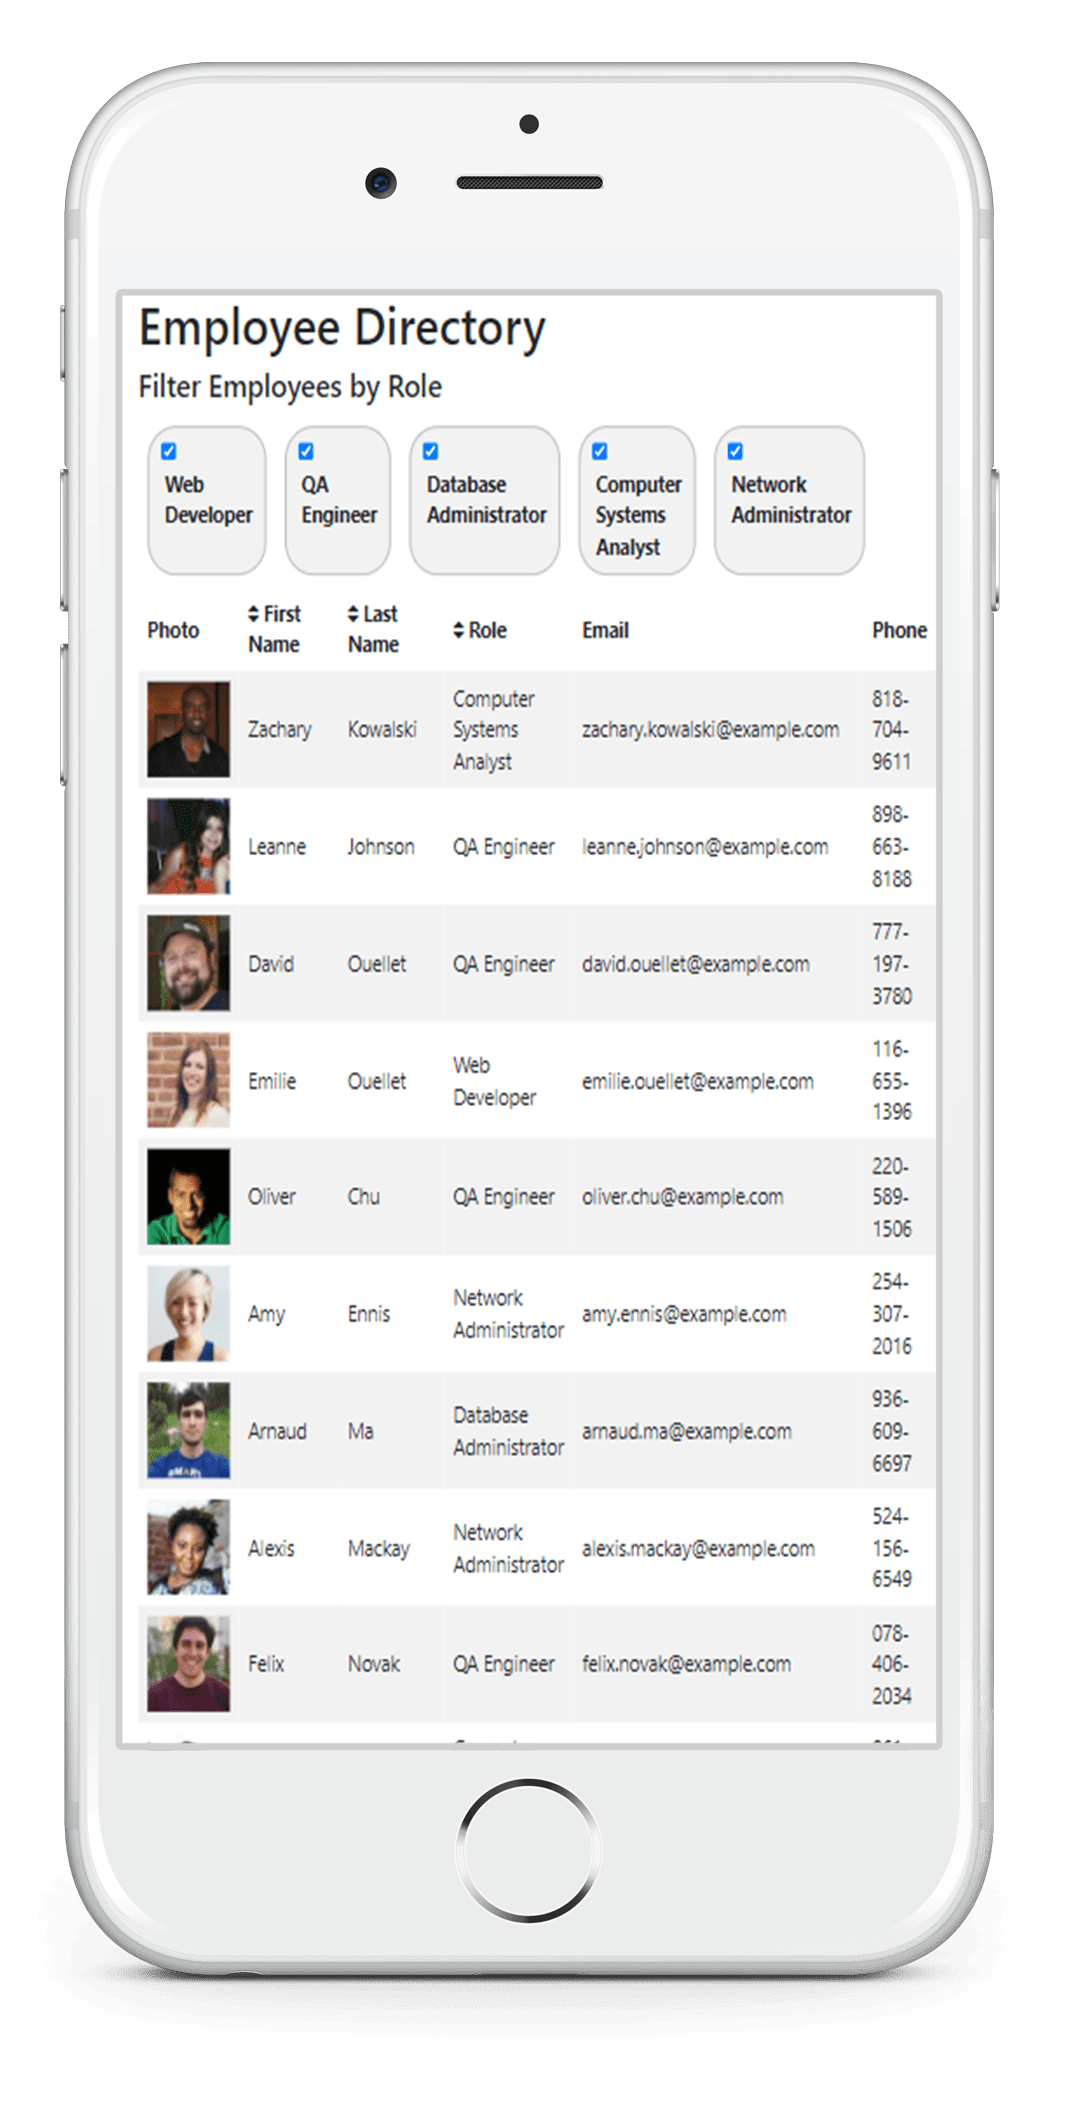 Employee Directory
Filter Employees by Role
Web Developer
QA Engineer
Database Administrator
Computer Systems Analyst
Network Administrator
Photo First Name Last Name Role Email Phone
Zachary Kowalski Computer Systems Analyst zachary.kowalski@example.com 818-704-9611
Leanne Johnson QA Engineer leanne.johnson@example.com 898-663-8188
David Ouellet QA Engineer david.ouellet@example.com 777-197-3780
Emilie Ouellet Web Developer emilie.ouellet@example.com 116-655-1396
Oliver Chu QA Engineer oliver.chu@example.com 220-589-1506
Amy Ennis Network Administrator amy.ennis@example.com 254-307-2016
Arnaud Ma Database Administrator arnaud.ma@example.com 936-609-6697
Alexis Mackay Network Administrator alexis.mackay@example.com 524-156-6549
Felix Novak QA Engineer felix.novak@example.com 078-406-2034